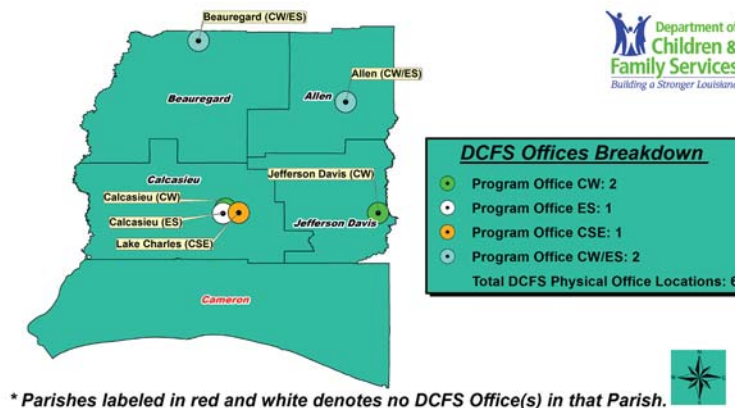 Beauregard (CW/ES)
Department of
Children &
Family Services
Building a Stronger Louisiana
Allen (CW/ES)
Beauregard
Allen
DCFS Offices Breakdown
Jefferson Davis (CW)
Program Office CW: 2
Calcasieu
Calcasieu (CW)
Program Office ES: 1
Calcasieu (ES)
Jefferson Davis
Program Office CSE: 1
Lake Charles (CSE)
Program Office CW/ES: 2
Total DCFS Physical Office Locations: 6
Cameron
* Parishes labeled in red and white denotes no DCFS Office(s) in that Parish.